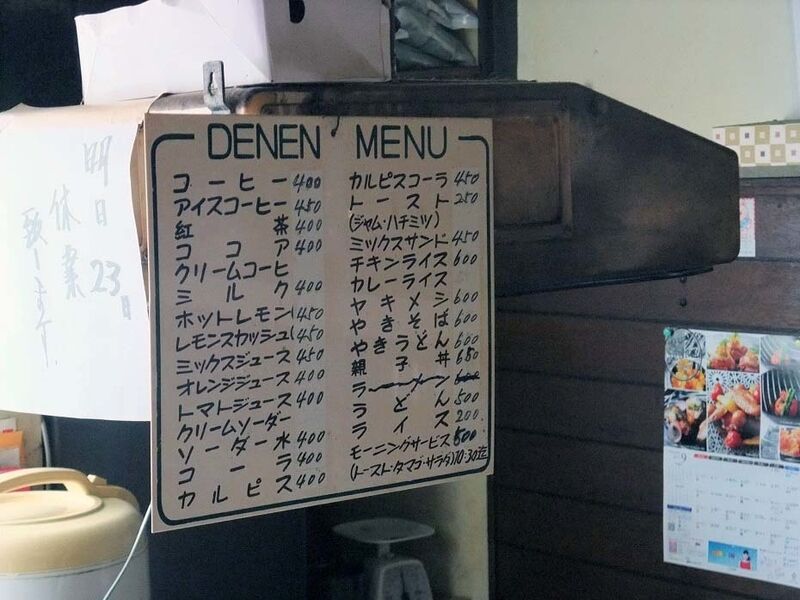 明日
23日
休業
致します
DENEN MENU
コーヒー 400
アイスコーヒー 450
紅茶 400
ココア 400
クリームコーヒ
ミルク 400
ホットレモン 450
レモンスカッシュ 450
ミックスジュース 450
オレンジジュース 400
トマトジュース 400
クリームソーダー
ソーダー水 400
コーラ 400
カルピス 400
カルピスコーラ 450
トースト 250
(ジャム・ハチミツ)
ミックスサンド 450
チキンライス 600
カレーライス
ヤキメシ 600
やきそば 600
やきうどん 600
親子丼 650
ラーメン 600
うどん 500
ライス 200
モーニングサービス 500
(トースト・タマゴ・サラダ) 10:30迄
9